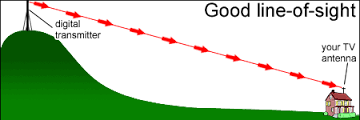 Good line-of-sight
digital
transmitter
your TV
antenna